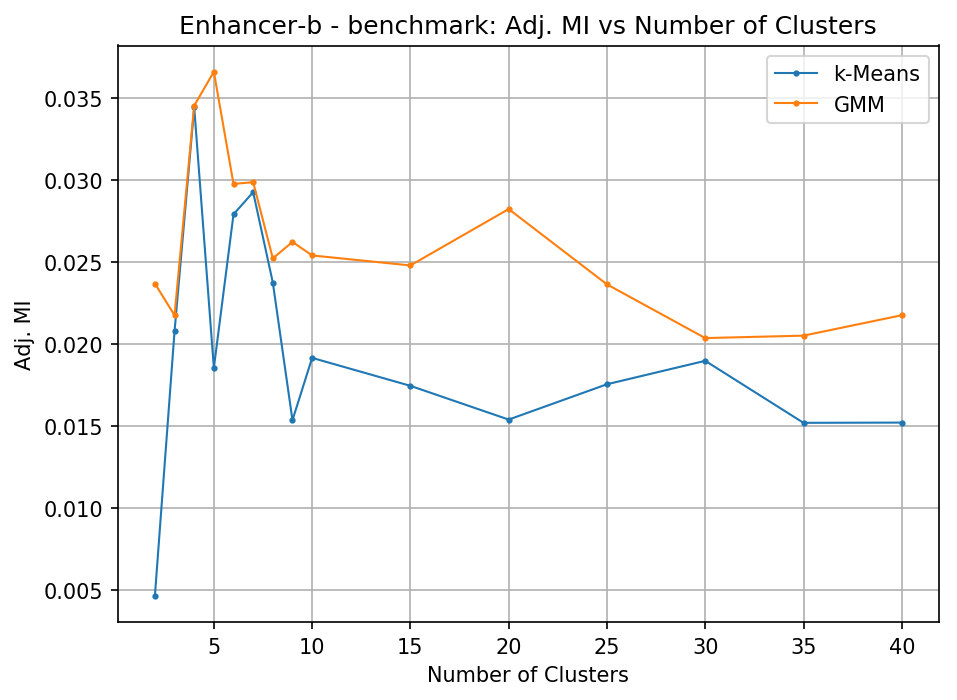 Enhancer-b - benchmark: Adj. MI vs Number of Clusters
k-Means
GMM
Adj. MI
0.035
0.030
0.025
0.020
0.015
0.010
0.005
5 10 15 20 25 30 35 40
Number of Clusters